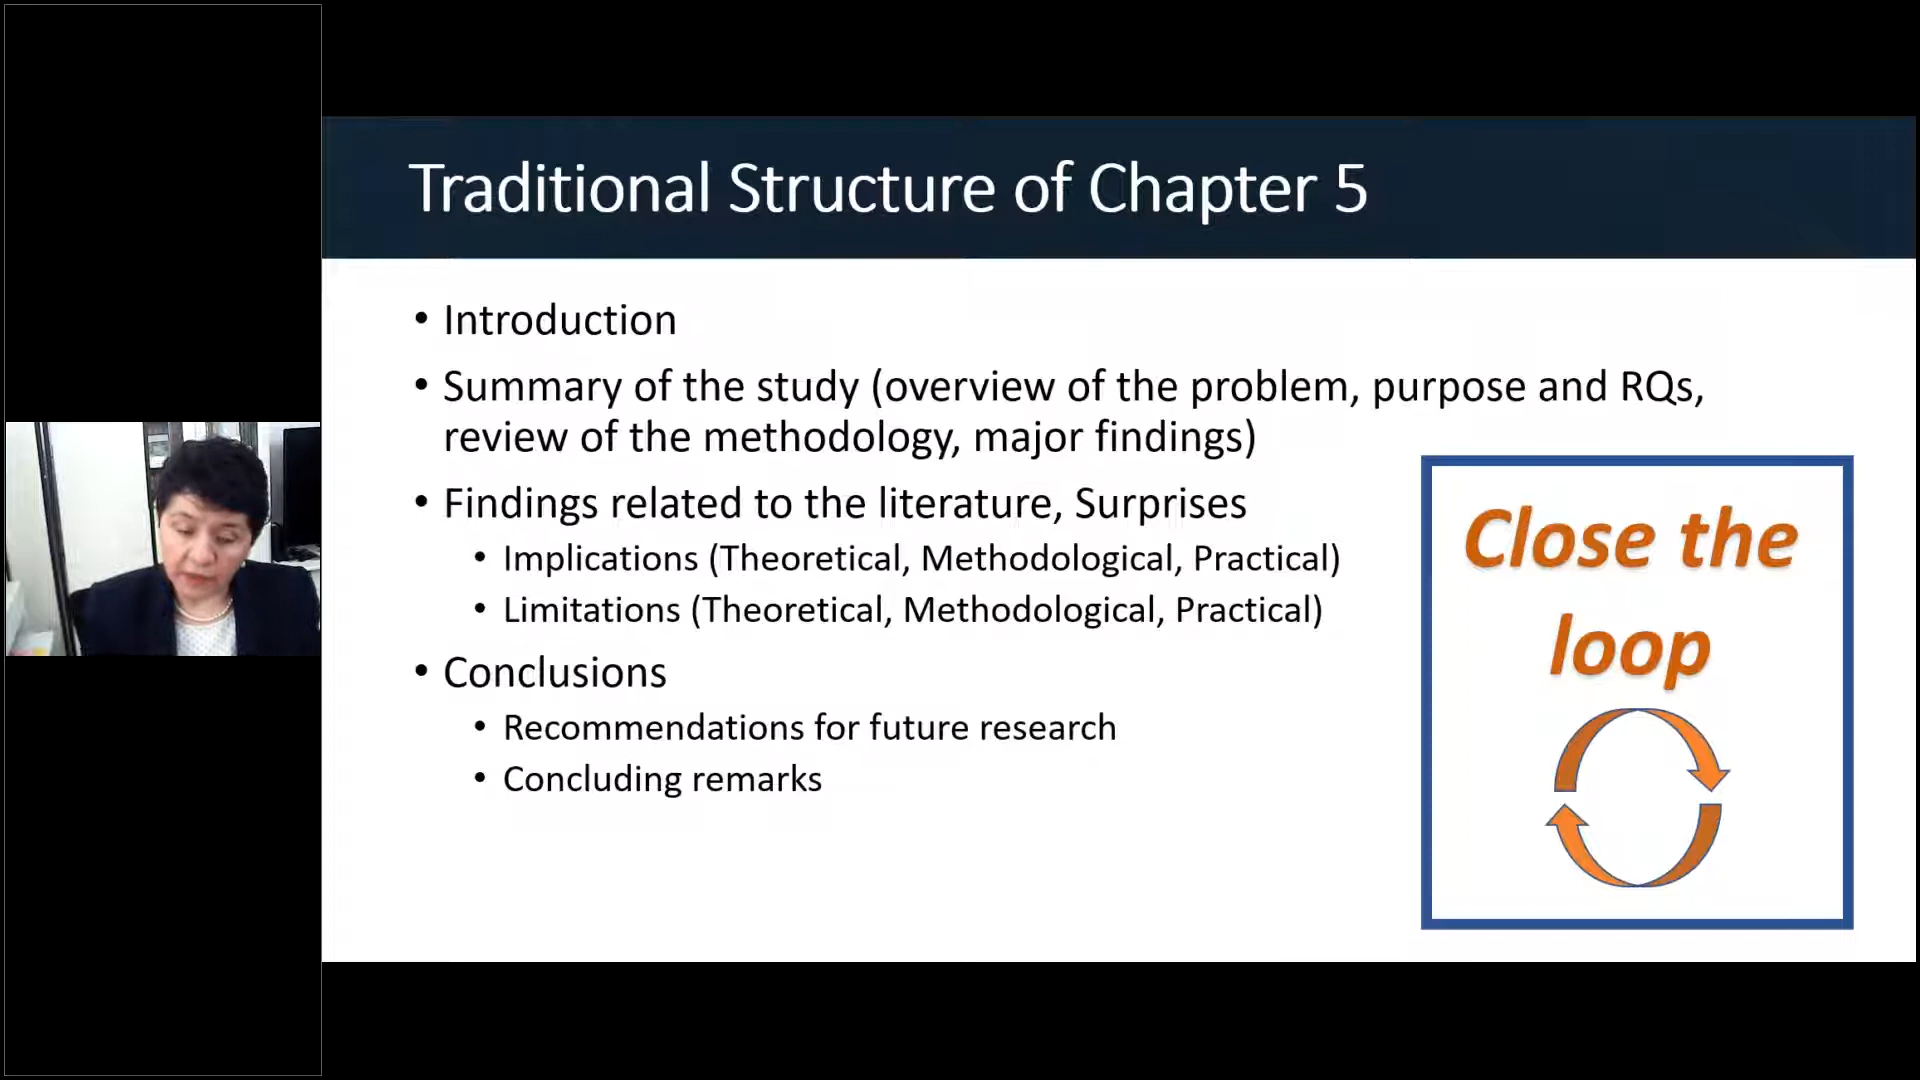 Traditional Structure of Chapter 5
• Introduction
• Summary of the study (overview of the problem, purpose and RQs,
review of the methodology, major findings)
• Findings related to the literature, Surprises
• Implications (Theoretical, Methodological, Practical)
• Limitations (Theoretical, Methodological, Practical)
• Conclusions
• Recommendations for future research
• Concluding remarks
Close the
loop